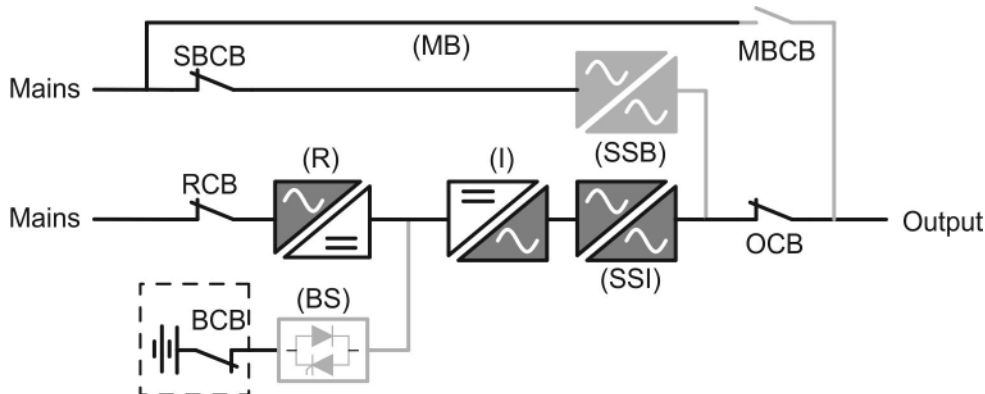 (MB)
MBCB
SBCB
Mains
(SSB)
(R)
(I)
RCB
Mains
Output
OCB
(SSI)
(BS)
BCB